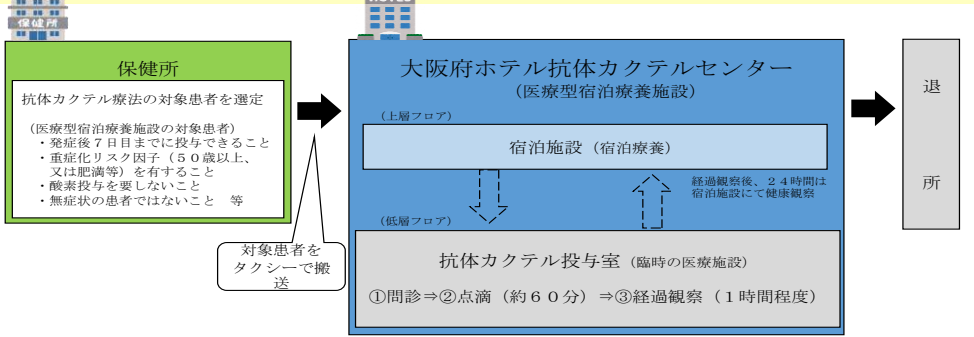 HOTEL
保健所
保健所
抗体カクテル療法の対象患者を選定
(医療型宿泊療養施設の対象患者)
・発症後７日目までに投与できること
・重症化リスク因子（５０歳以上、
又は肥満等）を有すること
・酸素投与を要しないこと
・無症状の患者ではないこと　等
対象患者を
タクシーで搬
送
大阪府ホテル抗体カクテルセンター
（医療型宿泊療養施設）
（上層フロア）
宿泊施設（宿泊療養）
経過観察後、２４時間は
宿泊施設にて健康観察
（低層フロア）
抗体カクテル投与室（臨時の医療施設）
①問診⇒②点滴（約６０分）⇒③経過観察（１時間程度）
退
所